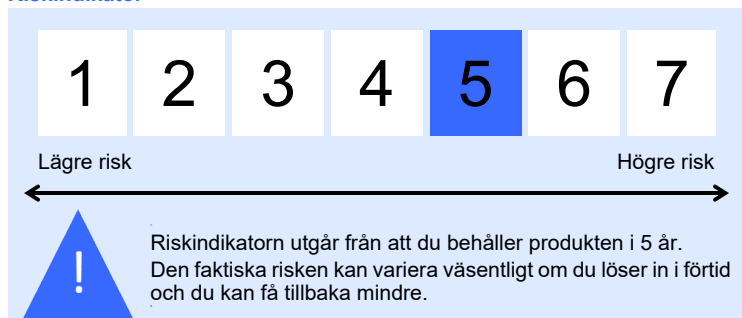 Riskindikator
1 2 3 4 5 6 7
Lägre risk Högre risk
!
Riskindikatorn utgår från att du behåller produkten i 5 år.
Den faktiska risken kan variera väsentligt om du löser in i förtid
och du kan få tillbaka mindre.